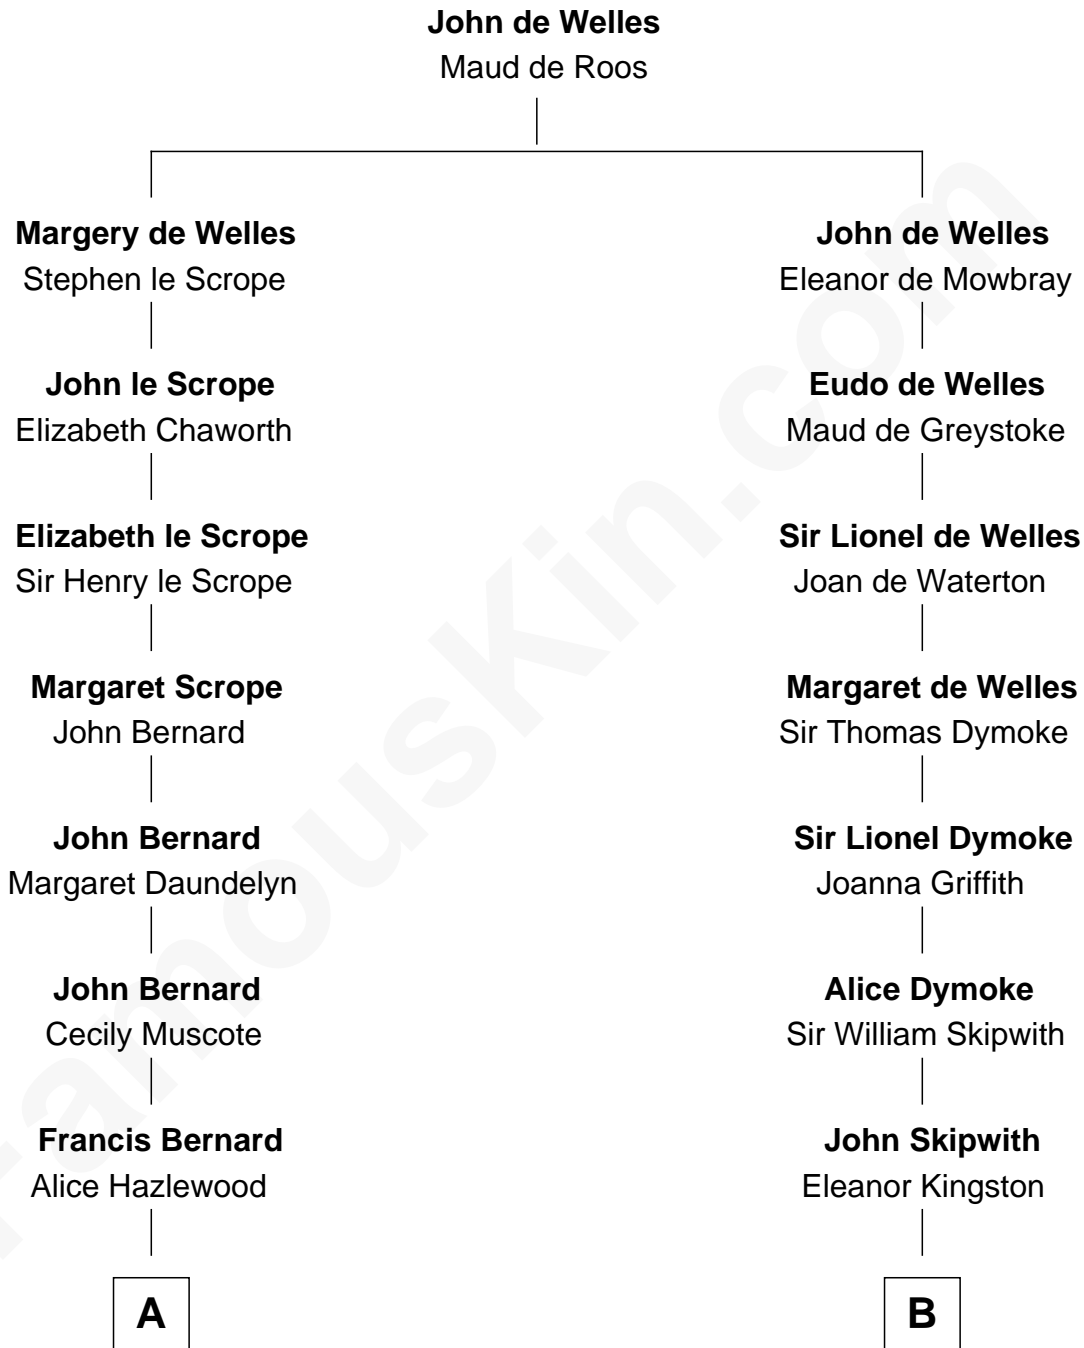 John de Welles
Maud de Roos
Margery de Welles
Stephen le Scrope
John le Scrope
Elizabeth Chaworth
Elizabeth le Scrope
Sir Henry le Scrope
Margaret Scrope
John Bernard
John Bernard
Margaret Daundelyn
John Bernard
Cecily Muscote
Francis Bernard
Alice Hazlewood
A
John de Welles
Eleanor de Mowbray
Eudo de Welles
Maud de Greystoke
Sir Lionel de Welles
Joan de Waterton
Margaret de Welles
Sir Thomas Dymoke
Sir Lionel Dymoke
Joanna Griffith
Alice Dymoke
Sir William Skipwith
John Skipwith
Eleanor Kingston
B
FamousKin.com